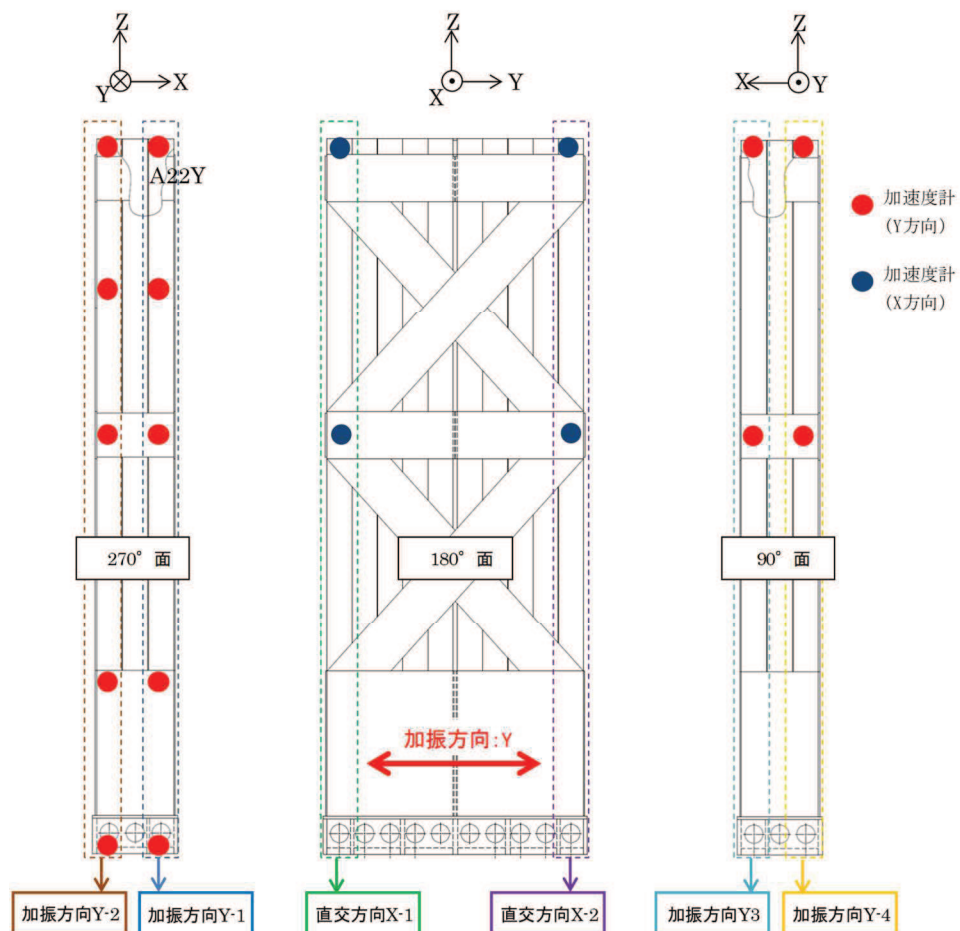 Z
Y
X
Z
X
Y
Z
X
Y
A22Y
加速度計
(Y方向)
加速度計
(X方向)
270° 面
180° 面
90° 面
加振方向:Y
加振方向Y-2
加振方向Y-1
直交方向X-1
直交方向X-2
加振方向Y3
加振方向Y-4